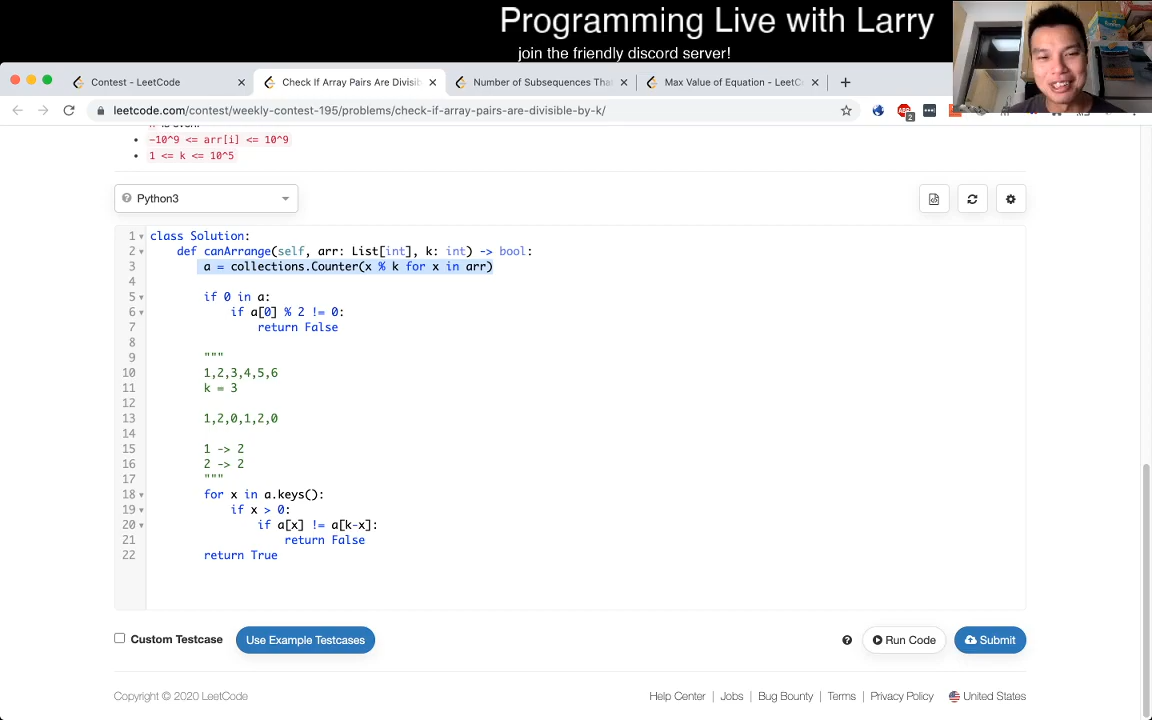 Programming Live with Larry
join the friendly discord server!
Contest - LeetCode
Check If Array Pairs Are Divisib
Number of Subsequences Tha
Max Value of Equation - LeetC
leetcode.com/contest/weekly-contest-195/problems/check-if-array-pairs-are-divisible-by-k/
2
-10^9 <= arr[i] <= 10^9
1 <= k <= 10^5
Python3
1 class Solution:
2 def canArrange(self, arr: List[int], k: int) -> bool:
3 a = collections.Counter(x % k for x in arr)
4
5 if 0 in a:
6 if a[0] % 2 != 0:
7 return False
8
9 """
10 1,2,3,4,5,6
11 k = 3
12
13 1,2,0,1,2,0
14
15 1 -> 2
16 2 -> 2
17 """
18 for x in a.keys():
19 if x > 0:
20 if a[x] != a[k-x]:
21 return False
22 return True
Custom Testcase
Use Example Testcases
Run Code
Submit
Copyright © 2020 LeetCode
Help Center | Jobs | Bug Bounty | Terms | Privacy Policy
United States